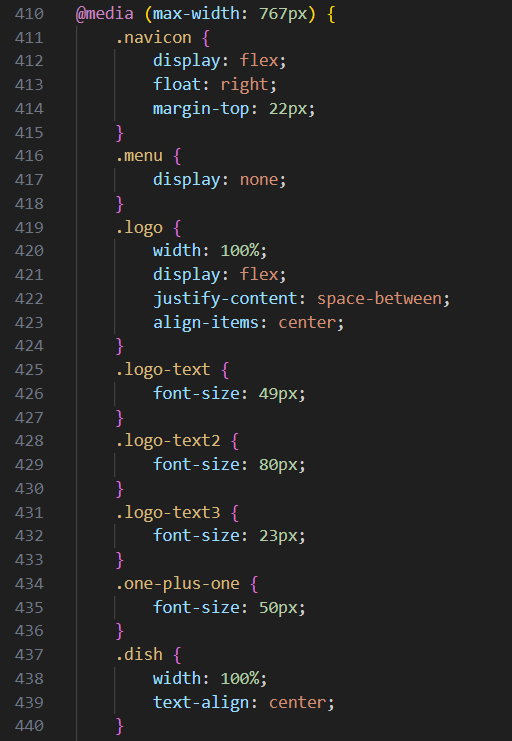 410 @media (max-width: 767px) {
411 .navicon {
412 display: flex;
413 float: right;
414 margin-top: 22px;
415 }
416 .menu {
417 display: none;
418 }
419 .logo {
420 width: 100%;
421 display: flex;
422 justify-content: space-between;
423 align-items: center;
424 }
425 .logo-text {
426 font-size: 49px;
427 }
428 .logo-text2 {
429 font-size: 80px;
430 }
431 .logo-text3 {
432 font-size: 23px;
433 }
434 .one-plus-one {
435 font-size: 50px;
436 }
437 .dish {
438 width: 100%;
439 text-align: center;
440 }